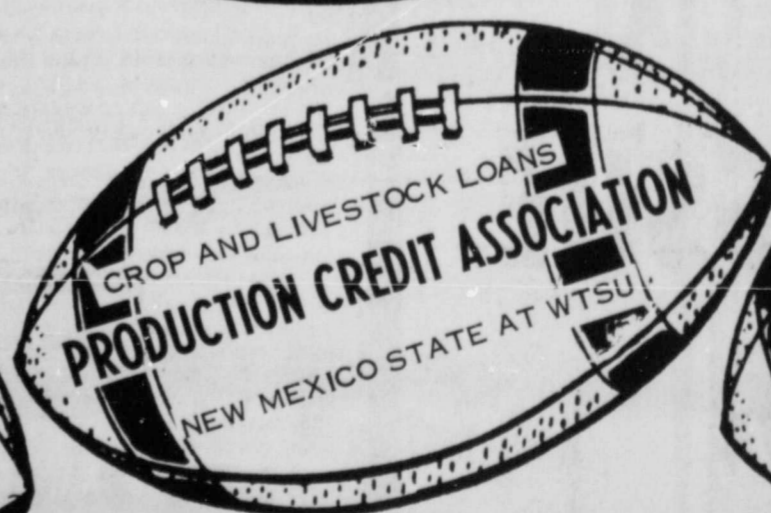 CROP AND LIVESTOCK LOANS
PRODUCTION CREDIT ASSOCIATION
NEW MEXICO STATE AT WTSU